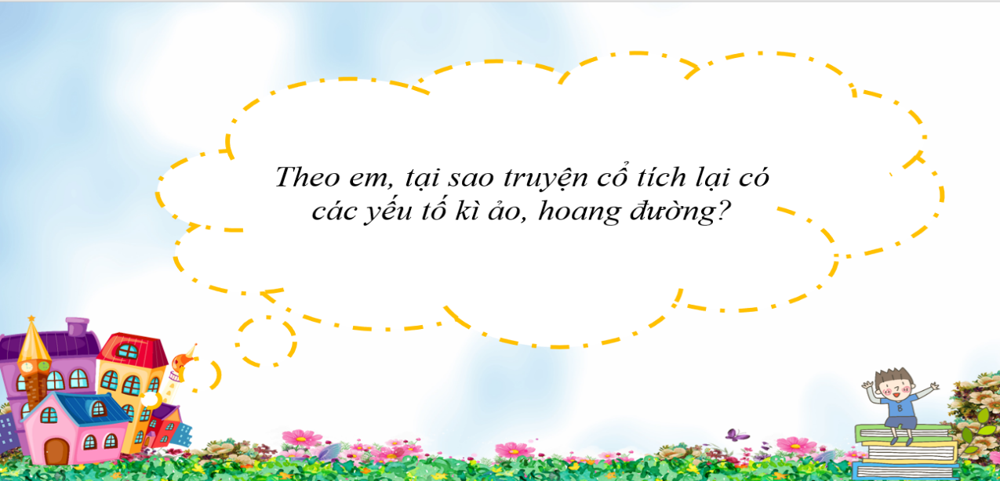 Theo em, tại sao truyện cổ tích lại có
các yếu tố kì ảo, hoang đường?